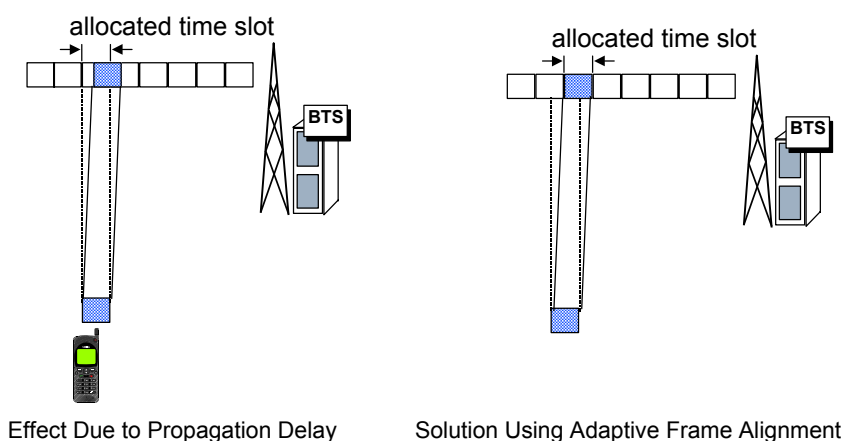 allocated time slot
BTS
Effect Due to Propagation Delay
allocated time slot
BTS
Solution Using Adaptive Frame Alignment